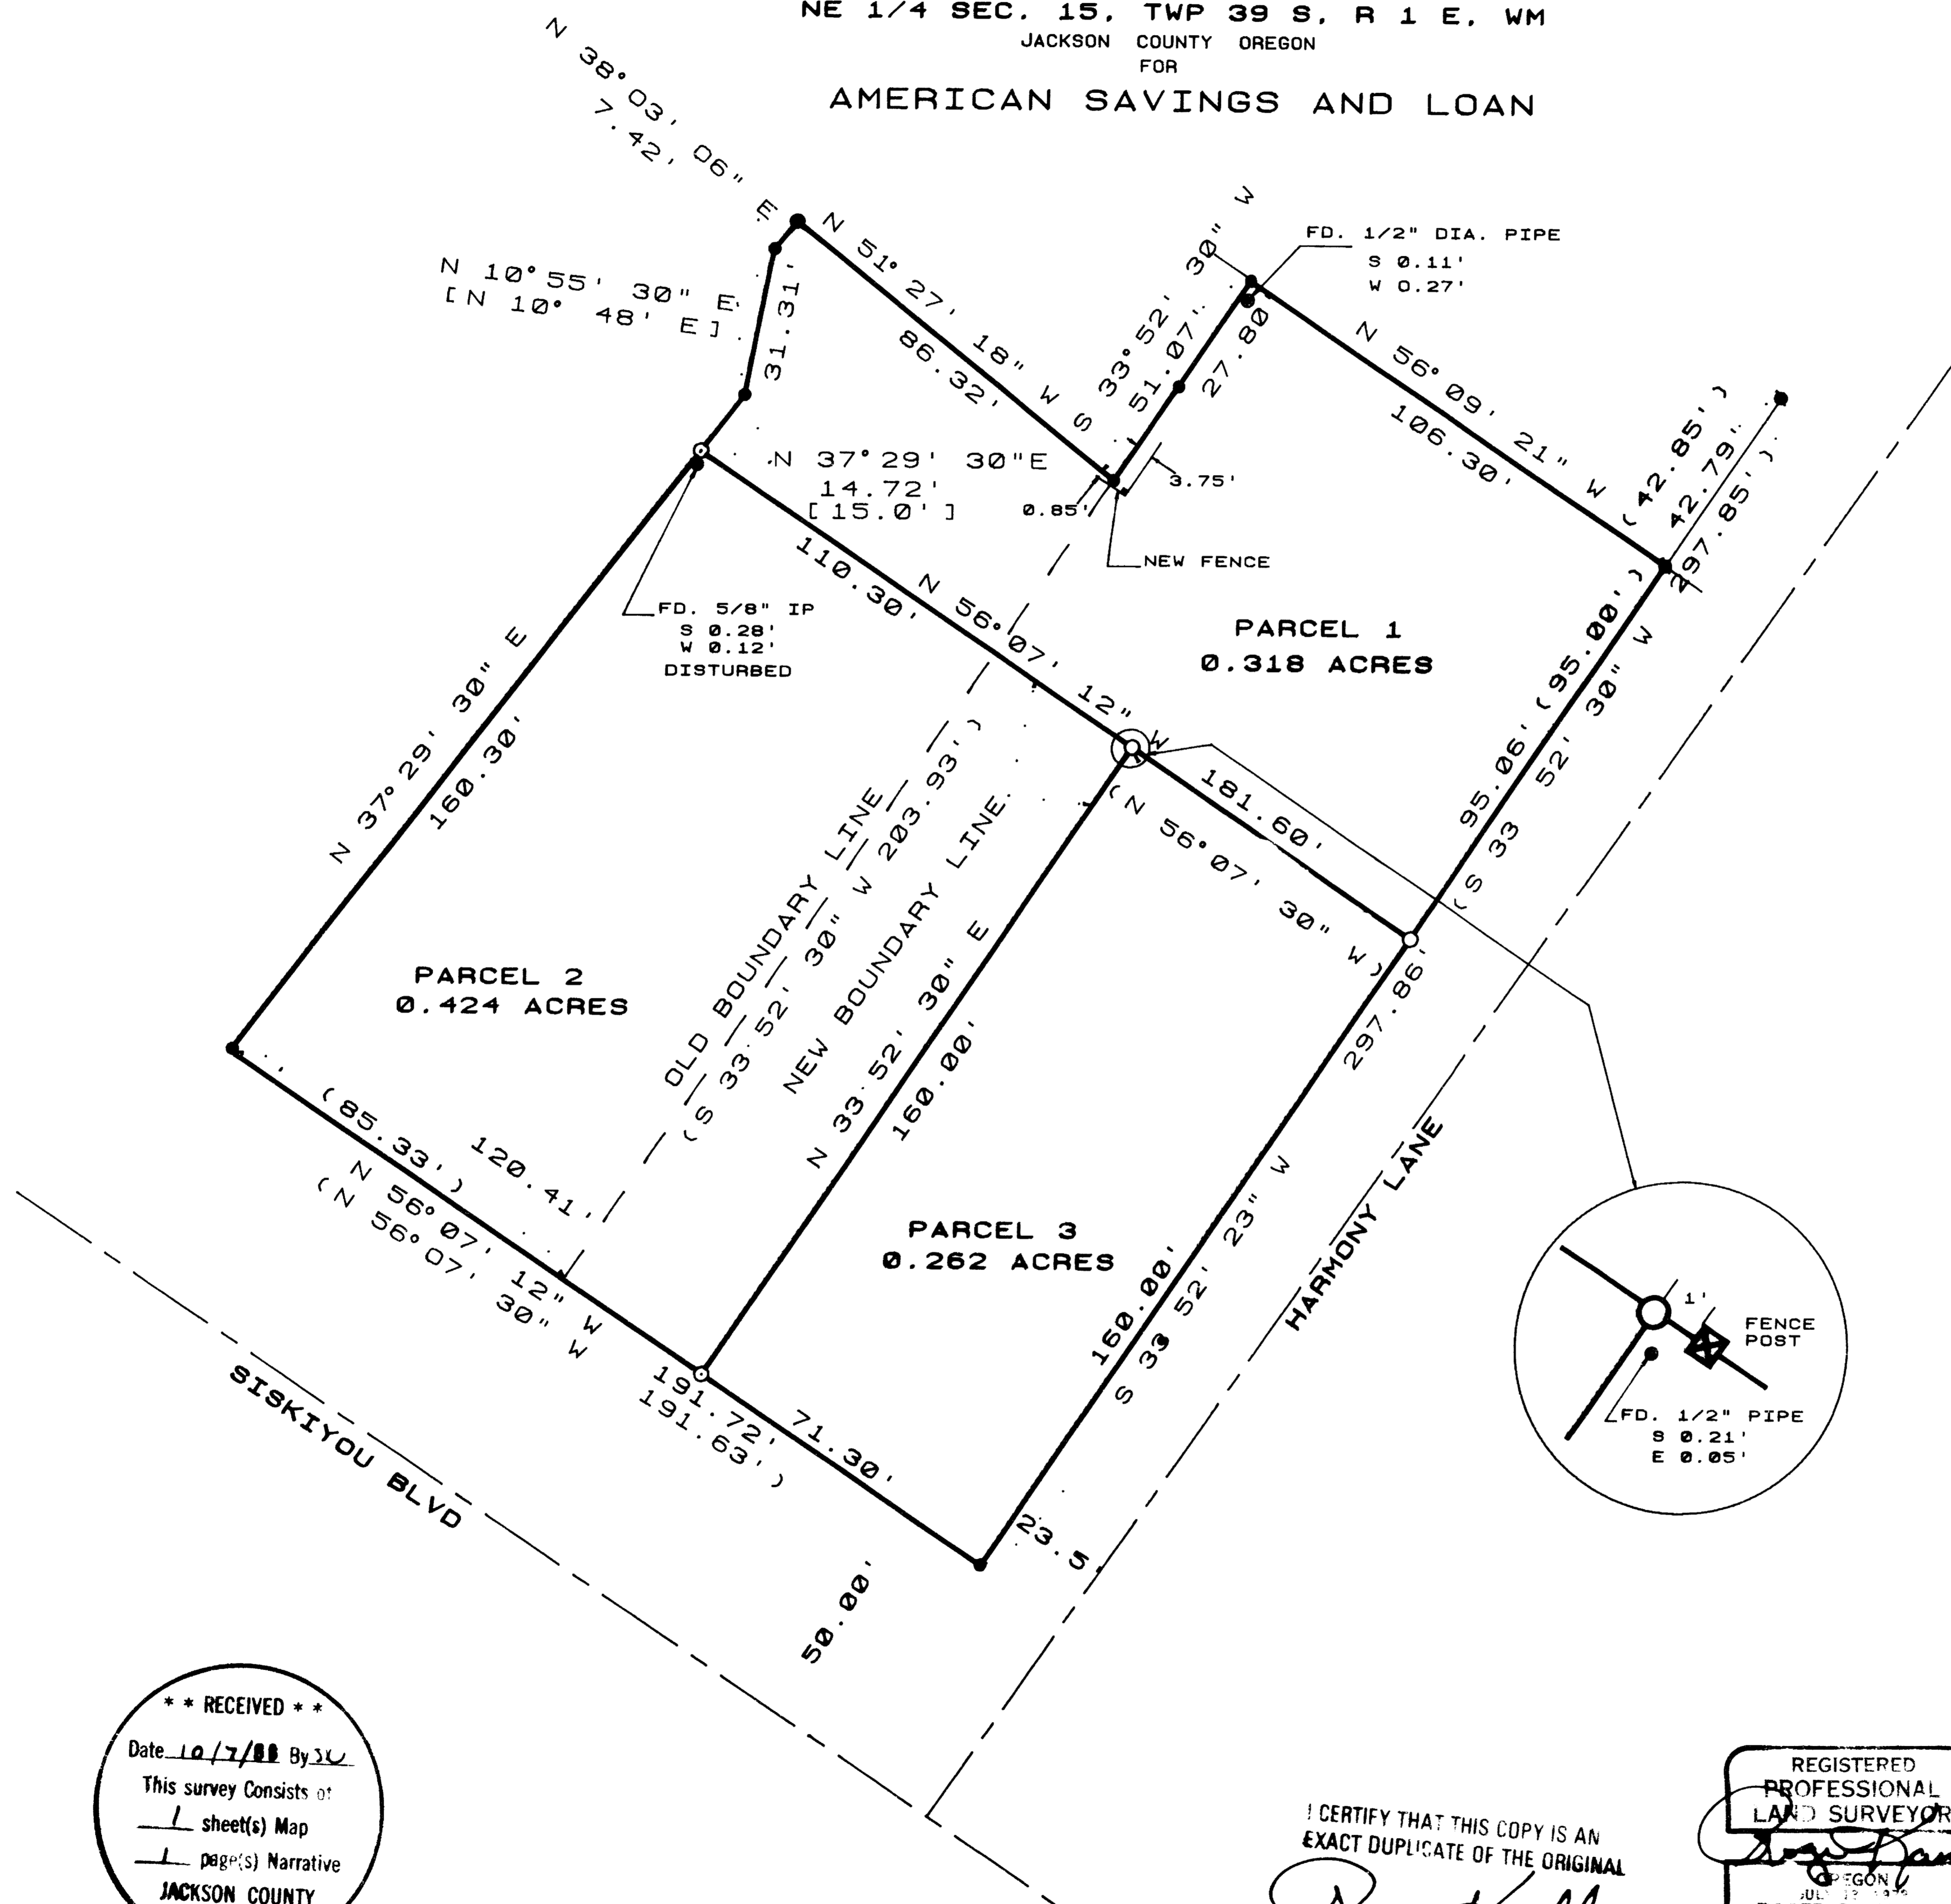 NE 1/4 SEC. 15, TWP 39 S, R 1 E, WM
JACKSON COUNTY OREGON
FOR
AMERICAN SAVINGS AND LOAN
N 38° 03' 06" E
7.42'
N 10° 55' 30" E
[N 10° 48' E]
31.31'
N 51° 27' 18" W
86.32'
S 33° 52' 30" W
51.07'
27.80
FD. 1/2" DIA. PIPE
S 0.11'
W 0.27'
N 56° 09' 21" W
106.30'
(42.85')
42.79'
297.85')
N 37° 29' 30"E
14.72'
[15.0']
0.85'
3.75'
NEW FENCE
FD. 5/8" IP
S 0.28'
W 0.12'
DISTURBED
110.30'
N 56° 07' 12" W
PARCEL 1
0.318 ACRES
95.06' (95.00')
(S 33 52' 30" W
181.60'
(N 56° 07' 30" W)
N 37° 29' 30" E
160.30'
OLD BOUNDARY LINE
(S 33 52' 30" W 203.93')
NEW BOUNDARY LINE
N 33 52' 30" E
160.00'
PARCEL 2
0.424 ACRES
297.86'
160.00'
S 33 52' 23" W
HARMONY LANE
PARCEL 3
0.262 ACRES
(85.33')
120.41'
N 56° 07' 12" W
(N 56° 07' 30" W
191.72'
191.63')
71.30'
23.5'
50.00'
SISKIYOU BLVD
1'
FENCE
POST
FD. 1/2" PIPE
S 0.21'
E 0.05'
* * RECEIVED * *
Date 10/7/88 By
This survey Consists of
1 sheet(s) Map
1 page(s) Narrative
JACKSON COUNTY
I CERTIFY THAT THIS COPY IS AN
EXACT DUPLICATE OF THE ORIGINAL
REGISTERED
PROFESSIONAL
LAND SURVEYOR
OREGON